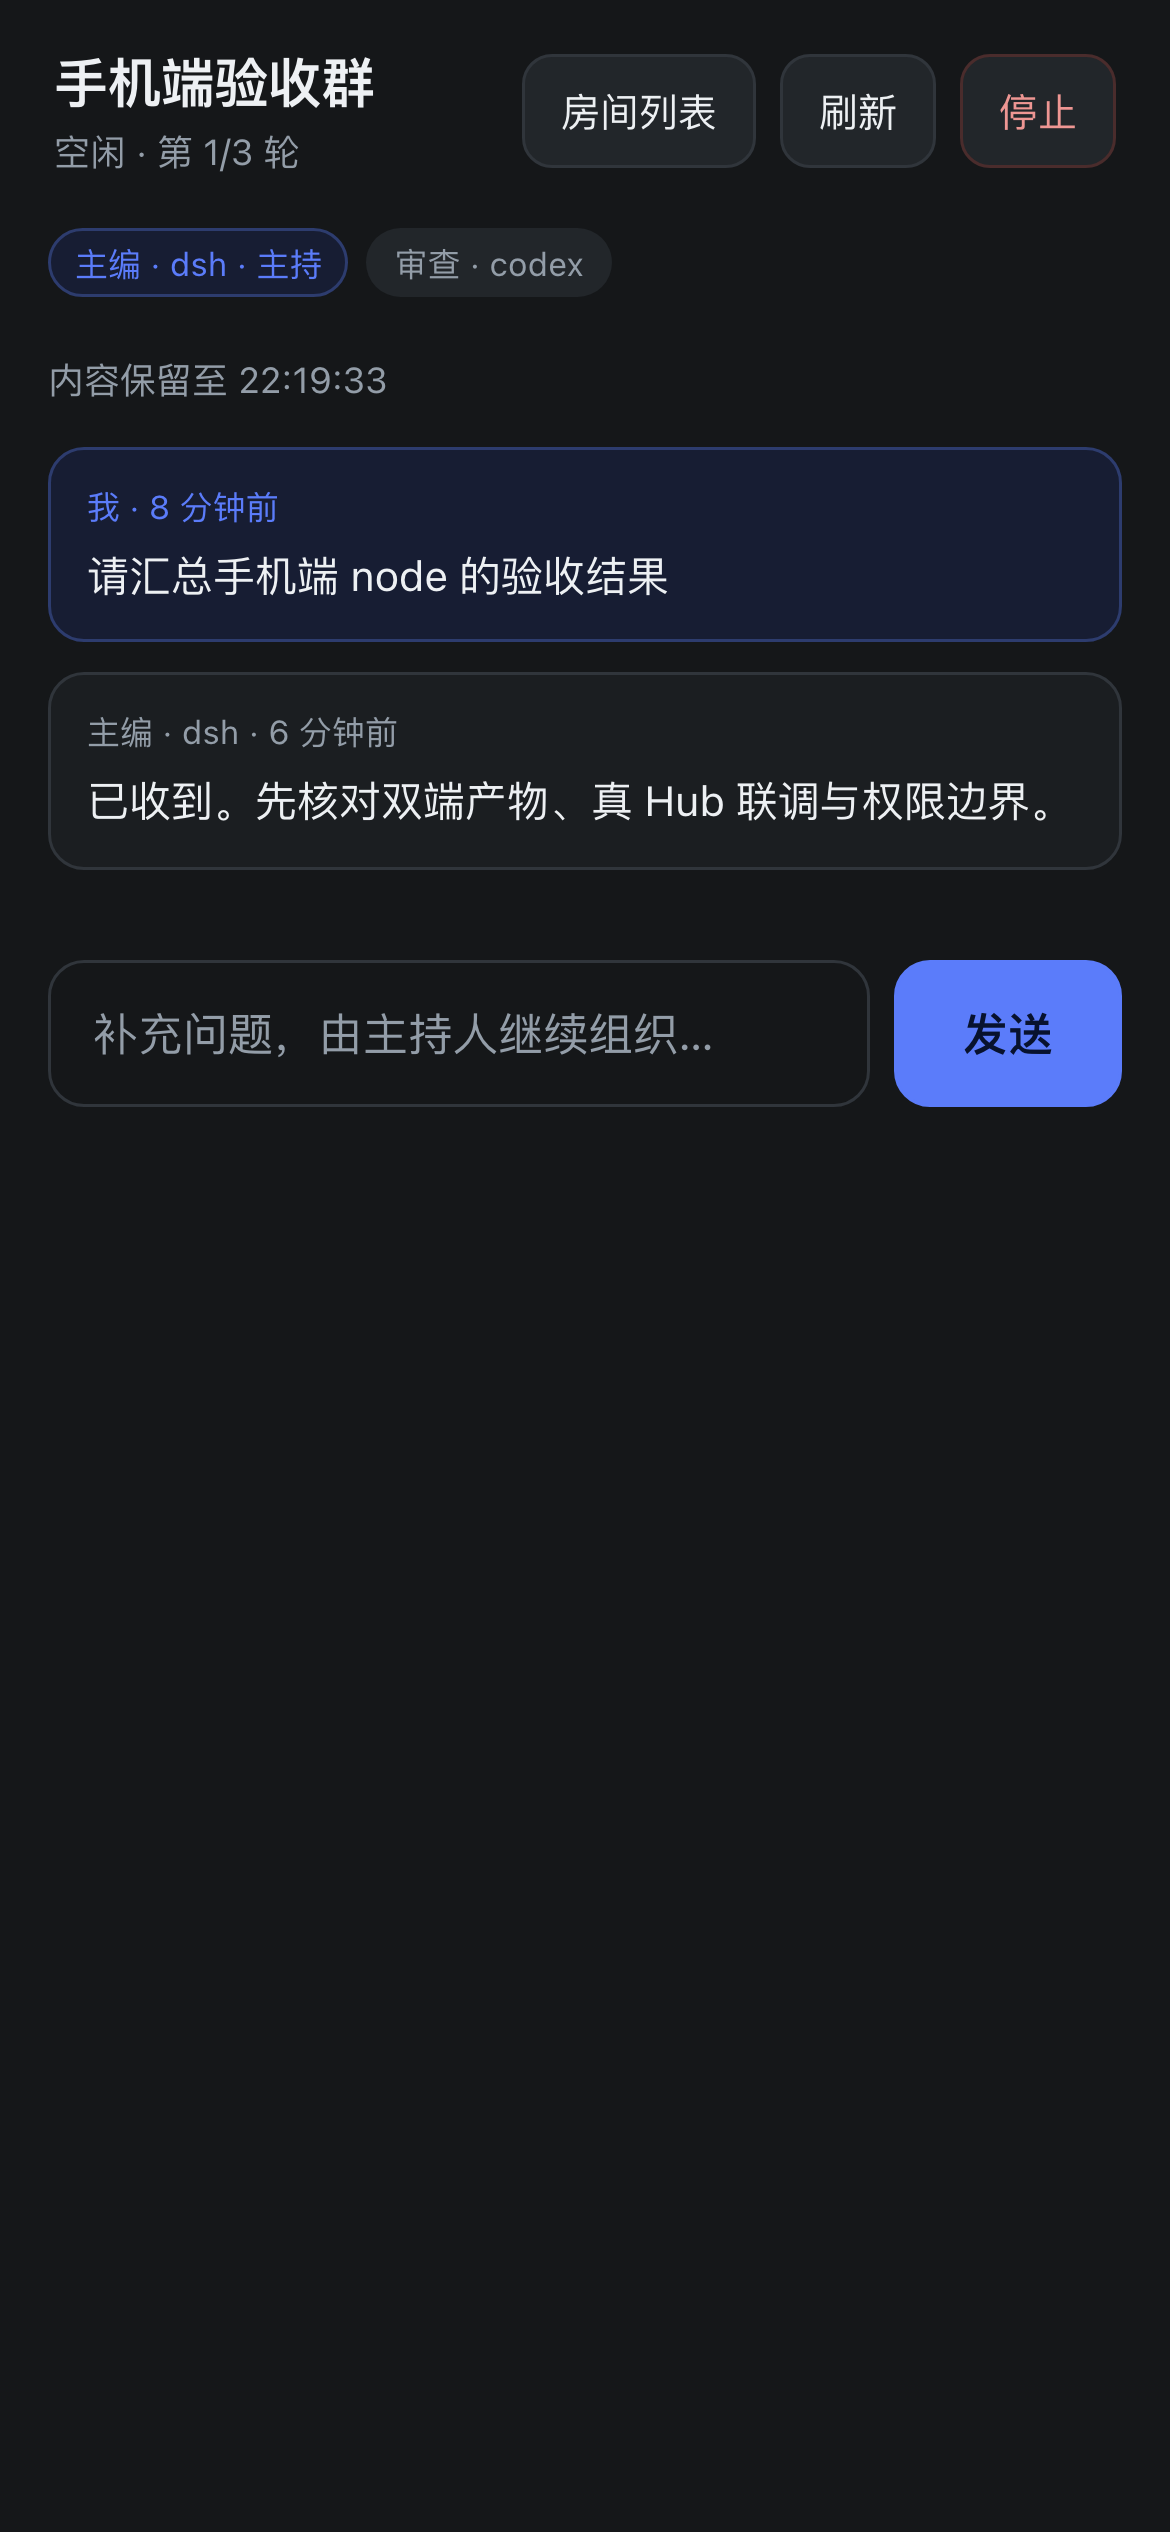 手机端验收群
空闲 · 第 1/3 轮
房间列表
刷新
停止
主编 · dsh · 主持
审查 · codex
内容保留至 22:19:33
我 · 8 分钟前
请汇总手机端 node 的验收结果
主编 · dsh · 6 分钟前
已收到。先核对双端产物、真 Hub 联调与权限边界。
补充问题，由主持人继续组织...
发送